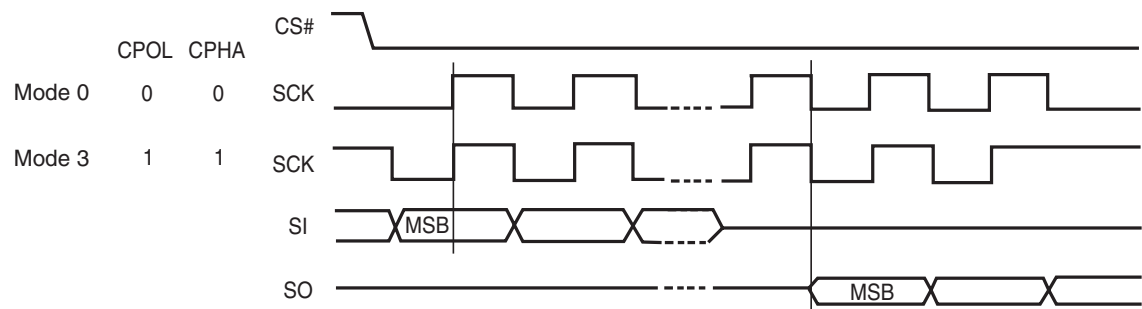 CS#
CPOL CPHA
Mode 0 0 0 SCK
Mode 3 1 1 SCK
SI MSB
SO MSB